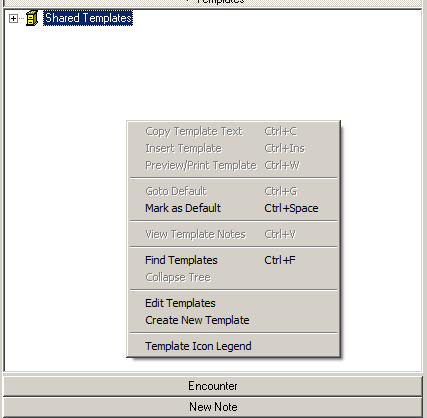 Templates
Shared Templates
Copy Template Text Ctrl+C
Insert Template Ctrl+Ins
Preview/Print Template Ctrl+W
Goto Default Ctrl+G
Mark as Default Ctrl+Space
View Template Notes Ctrl+V
Find Templates Ctrl+F
Collapse Tree
Edit Templates
Create New Template
Template Icon Legend
Encounter
New Note